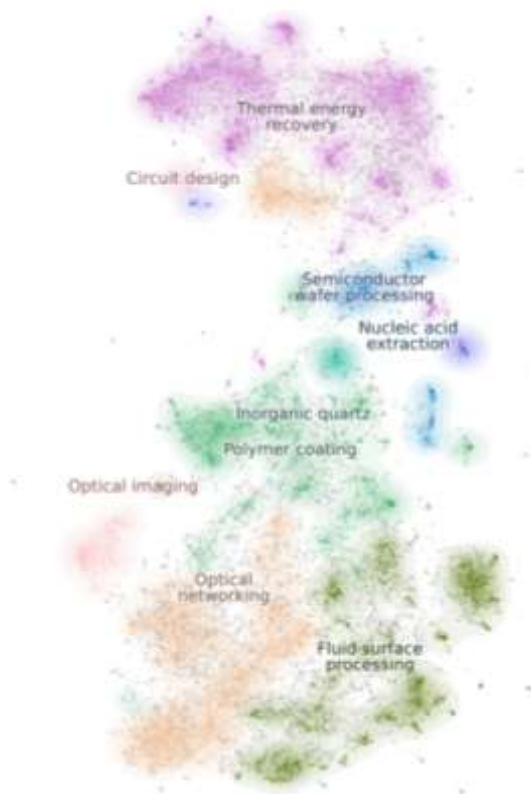 Thermal energy
recovery
Circuit design
Semiconductor
wafer processing
Nucleic acid
extraction
Inorganic quartz
Polymer coating
Optical imaging
Optical
networking
Fluid-surface
processing